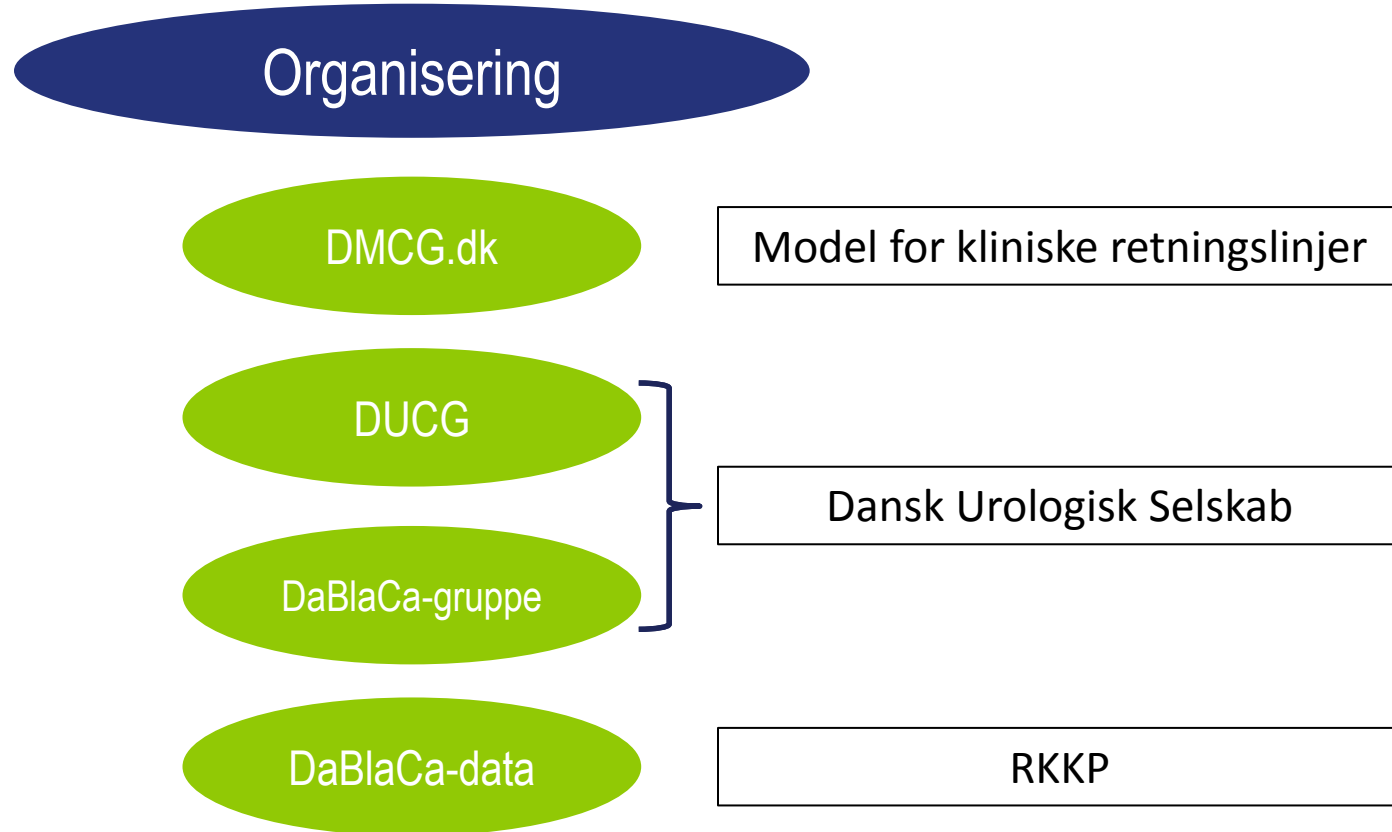 Organisering
DMCG.dk
Model for kliniske retningslinjer
DUCG
Dansk Urologisk Selskab
DaBlaCa-gruppe
DaBlaCa-data
RKKP